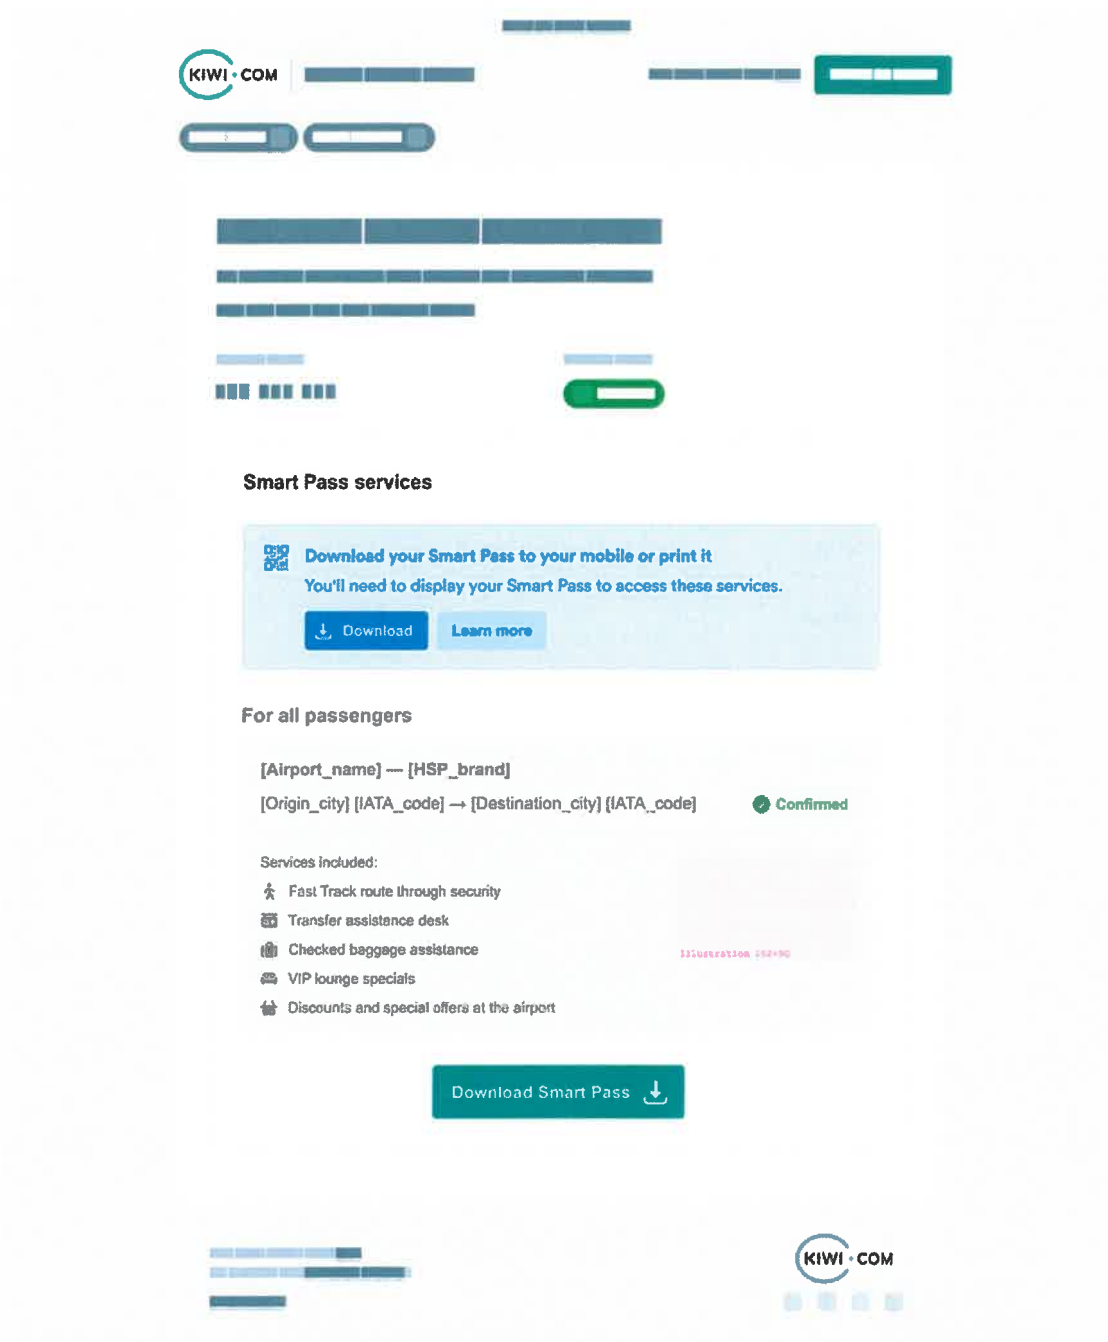 KIWI·COM
Smart Pass services
Download your Smart Pass to your mobile or print it
You'll need to display your Smart Pass to access these services.
Download
Learn more
For all passengers
[Airport_name] — [HSP_brand]
[Origin_city] [IATA_code] → [Destination_city] [IATA_code]
Confirmed
Services included:
Fast Track route through security
Transfer assistance desk
Checked baggage assistance
Illustration
VIP lounge specials
Discounts and special offers at the airport
Download Smart Pass
KIWI·COM